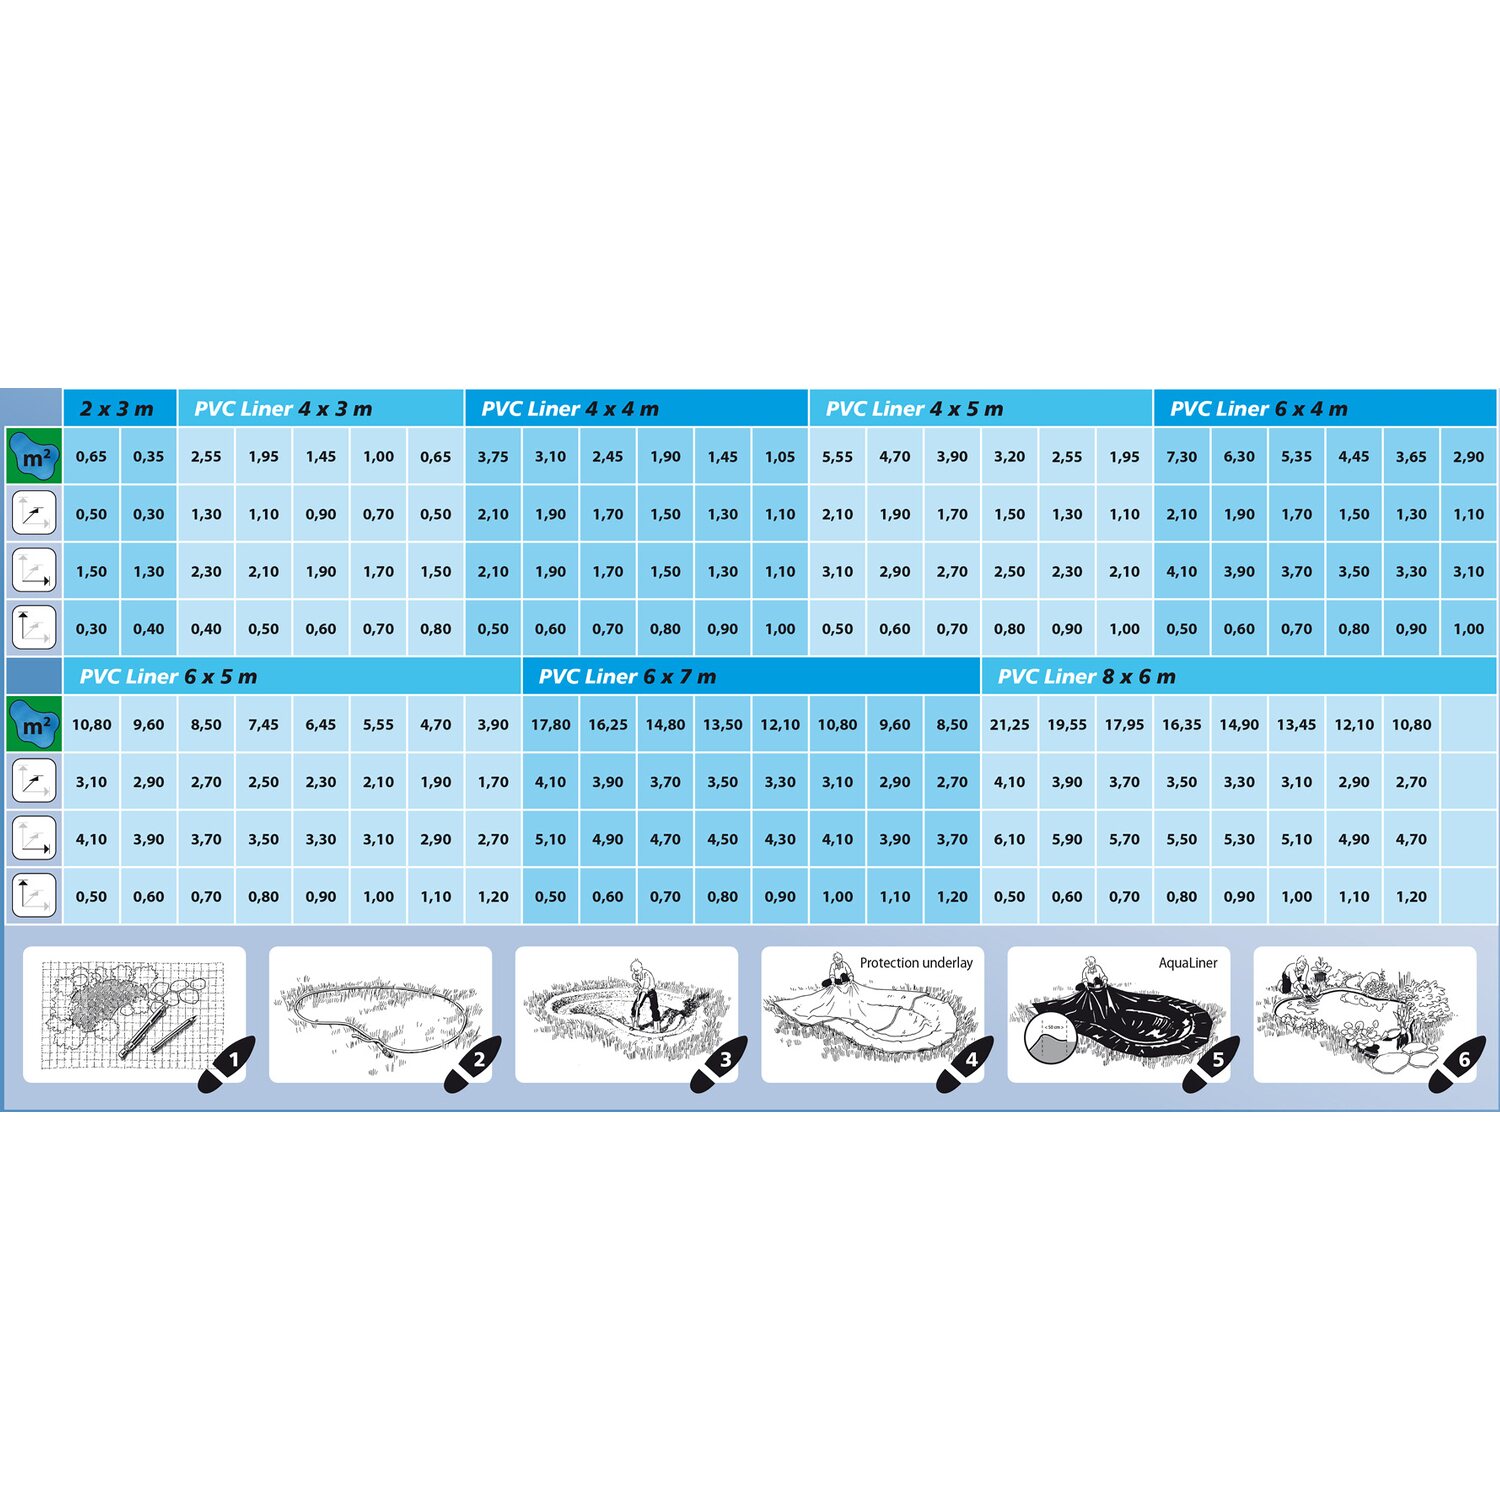 2 x 3 m PVC Liner 4 x 3 m PVC Liner 4 x 4 m PVC Liner 4 x 5 m PVC Liner 6 x 4 m
m² 0,65 0,35 2,55 1,95 1,45 1,00 0,65 3,75 3,10 2,45 1,90 1,45 1,05 5,55 4,70 3,90 3,20 2,55 1,95 7,30 6,30 5,35 4,45 3,65 2,90
0,50 0,30 1,30 1,10 0,90 0,70 0,50 2,10 1,90 1,70 1,50 1,30 1,10 2,10 1,90 1,70 1,50 1,30 1,10 2,10 1,90 1,70 1,50 1,30 1,10
1,50 1,30 2,30 2,10 1,90 1,70 1,50 2,10 1,90 1,70 1,50 1,30 1,10 3,10 2,90 2,70 2,50 2,30 2,10 4,10 3,90 3,70 3,50 3,30 3,10
0,30 0,40 0,40 0,50 0,60 0,70 0,80 0,50 0,60 0,70 0,80 0,90 1,00 0,50 0,60 0,70 0,80 0,90 1,00 0,50 0,60 0,70 0,80 0,90 1,00
PVC Liner 6 x 5 m PVC Liner 6 x 7 m PVC Liner 8 x 6 m
m² 10,80 9,60 8,50 7,45 6,45 5,55 4,70 3,90 17,80 16,25 14,80 13,50 12,10 10,80 9,60 8,50 21,25 19,55 17,95 16,35 14,90 13,45 12,10 10,80
3,10 2,90 2,70 2,50 2,30 2,10 1,90 1,70 4,10 3,90 3,70 3,50 3,30 3,10 2,90 2,70 4,10 3,90 3,70 3,50 3,30 3,10 2,90 2,70
4,10 3,90 3,70 3,50 3,30 3,10 2,90 2,70 5,10 4,90 4,70 4,50 4,30 4,10 3,90 3,70 6,10 5,90 5,70 5,50 5,30 5,10 4,90 4,70
0,50 0,60 0,70 0,80 0,90 1,00 1,10 1,20 0,50 0,60 0,70 0,80 0,90 1,00 1,10 1,20 0,50 0,60 0,70 0,80 0,90 1,00 1,10 1,20
Protection underlay AquaLiner
< 50 cm >
1 2 3 4 5 6